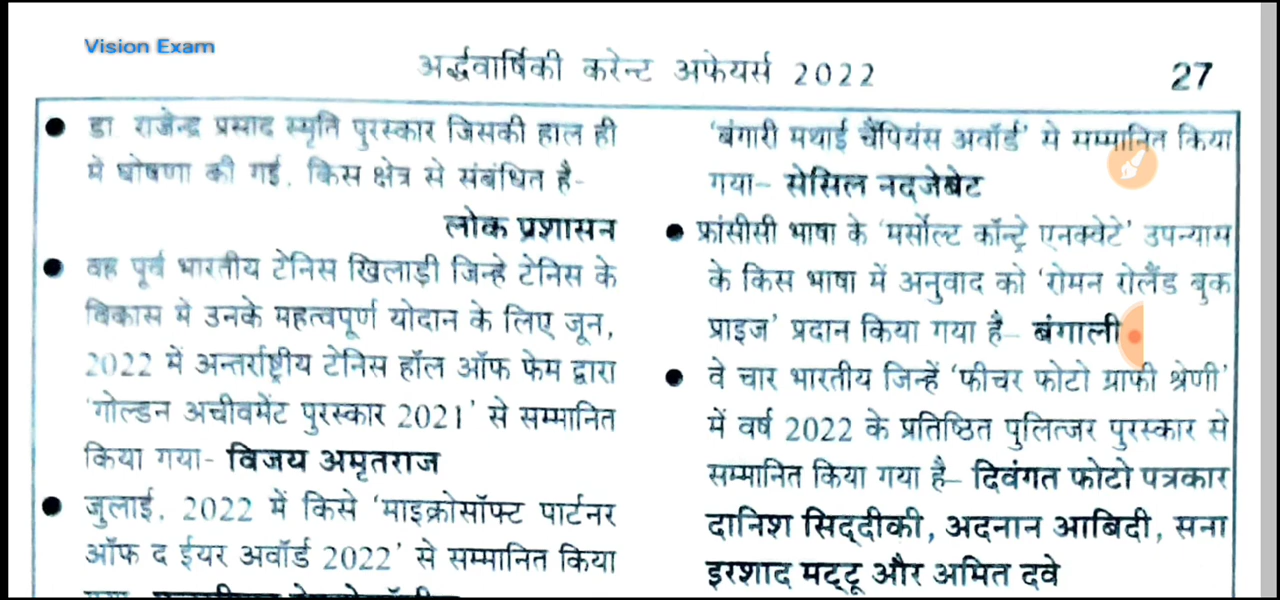 Vision Exam
अर्द्धवार्षिकी करेन्ट अफेयर्स 2022
27
● डा. राजेन्द्र प्रसाद स्मृति पुरस्कार जिसकी हाल ही
में घोषणा की गई, किस क्षेत्र से संबंधित है-
लोक प्रशासन
● वह पूर्व भारतीय टेनिस खिलाड़ी जिन्हे टेनिस के
विकास मे उनके महत्वपूर्ण योदान के लिए जून,
2022 में अन्तर्राष्ट्रीय टेनिस हॉल ऑफ फेम द्वारा
'गोल्डन अचीवमेंट पुरस्कार 2021' से सम्मानित
किया गया- विजय अमृतराज
● जुलाई, 2022 में किसे 'माइक्रोसॉफ्ट पार्टनर
ऑफ द ईयर अवॉर्ड 2022' से सम्मानित किया
'बंगारी मथाई चैंपियंस अवॉर्ड' मे सम्मानित किया
गया- सेसिल नदजेबेट
● फ्रांसीसी भाषा के 'मर्सोल्ट कॉन्ट्रे एनक्वेटे' उपन्यास
के किस भाषा में अनुवाद को 'रोमन रोलैंड बुक
प्राइज' प्रदान किया गया है- बंगाली
● वे चार भारतीय जिन्हें 'फीचर फोटो ग्राफी श्रेणी'
में वर्ष 2022 के प्रतिष्ठित पुलित्जर पुरस्कार से
सम्मानित किया गया है- दिवंगत फोटो पत्रकार
दानिश सिद्दीकी, अदनान आबिदी, सना
इरशाद मट्टू और अमित दवे